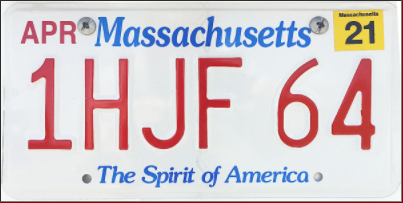 APR Massachusetts Massachusetts 21
1HJF 64
The Spirit of America